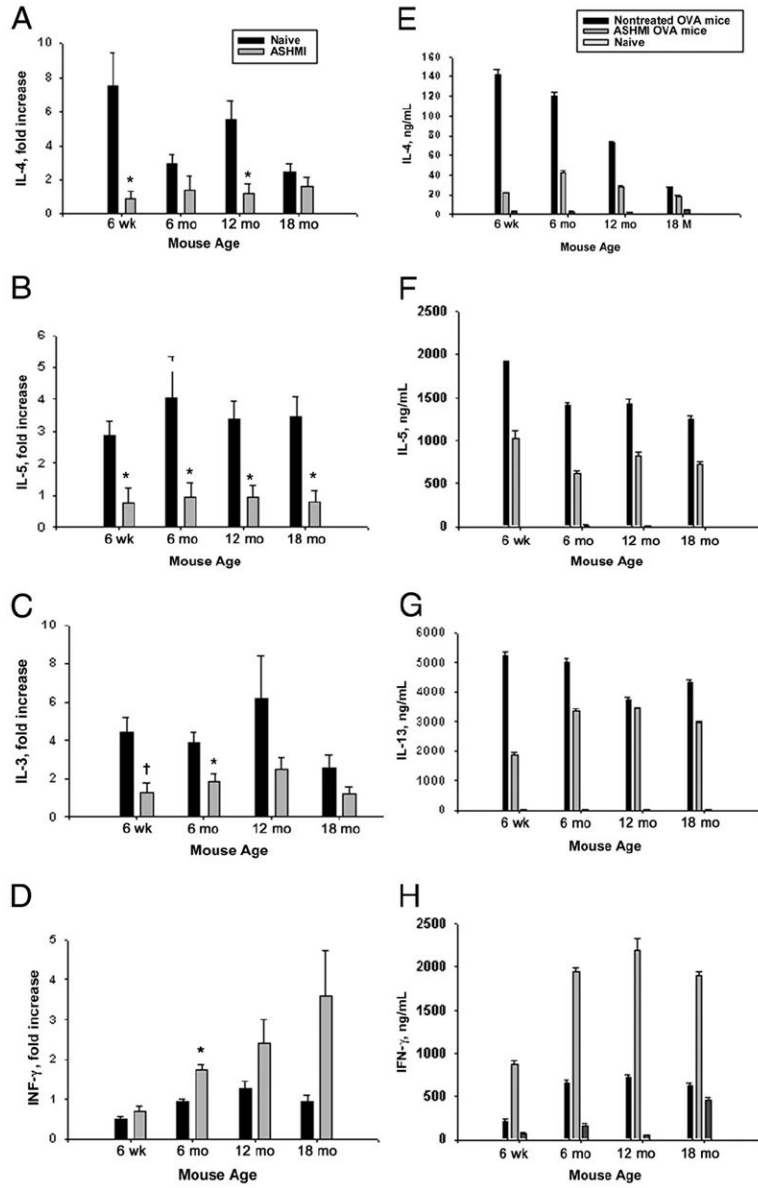 A
Naive
ASHMI
10
8
6
4
2
0
IL-4, fold increase
*
*
6 wk 6 mo 12 mo 18 mo
Mouse Age
B
6
5
4
3
2
1
0
IL-5, fold increase
*
*
*
*
6 wk 6 mo 12 mo 18 mo
Mouse Age
C
10
8
6
4
2
0
IL-3, fold increase
†
*
6 wk 6 mo 12 mo 18 mo
Mouse Age
D
5
4
3
2
1
0
INF-γ, fold increase
*
6 wk 6 mo 12 mo 18 mo
Mouse Age
E
Nontreated OVA mice
ASHMI OVA mice
Naive
160
140
120
100
80
60
40
20
0
IL-4, ng/mL
6 wk 6 mo 12 mo 18 M
Mouse Age
F
2500
2000
1500
1000
500
0
IL-5, ng/mL
6 wk 6 mo 12 mo 18 mo
Mouse Age
G
6000
5000
4000
3000
2000
1000
0
IL-13, ng/mL
6 wk 6 mo 12 mo 18 mo
Mouse Age
H
2500
2000
1500
1000
500
0
IFN-γ, ng/mL
6 wk 6 mo 12 mo 18 mo
Mouse Age